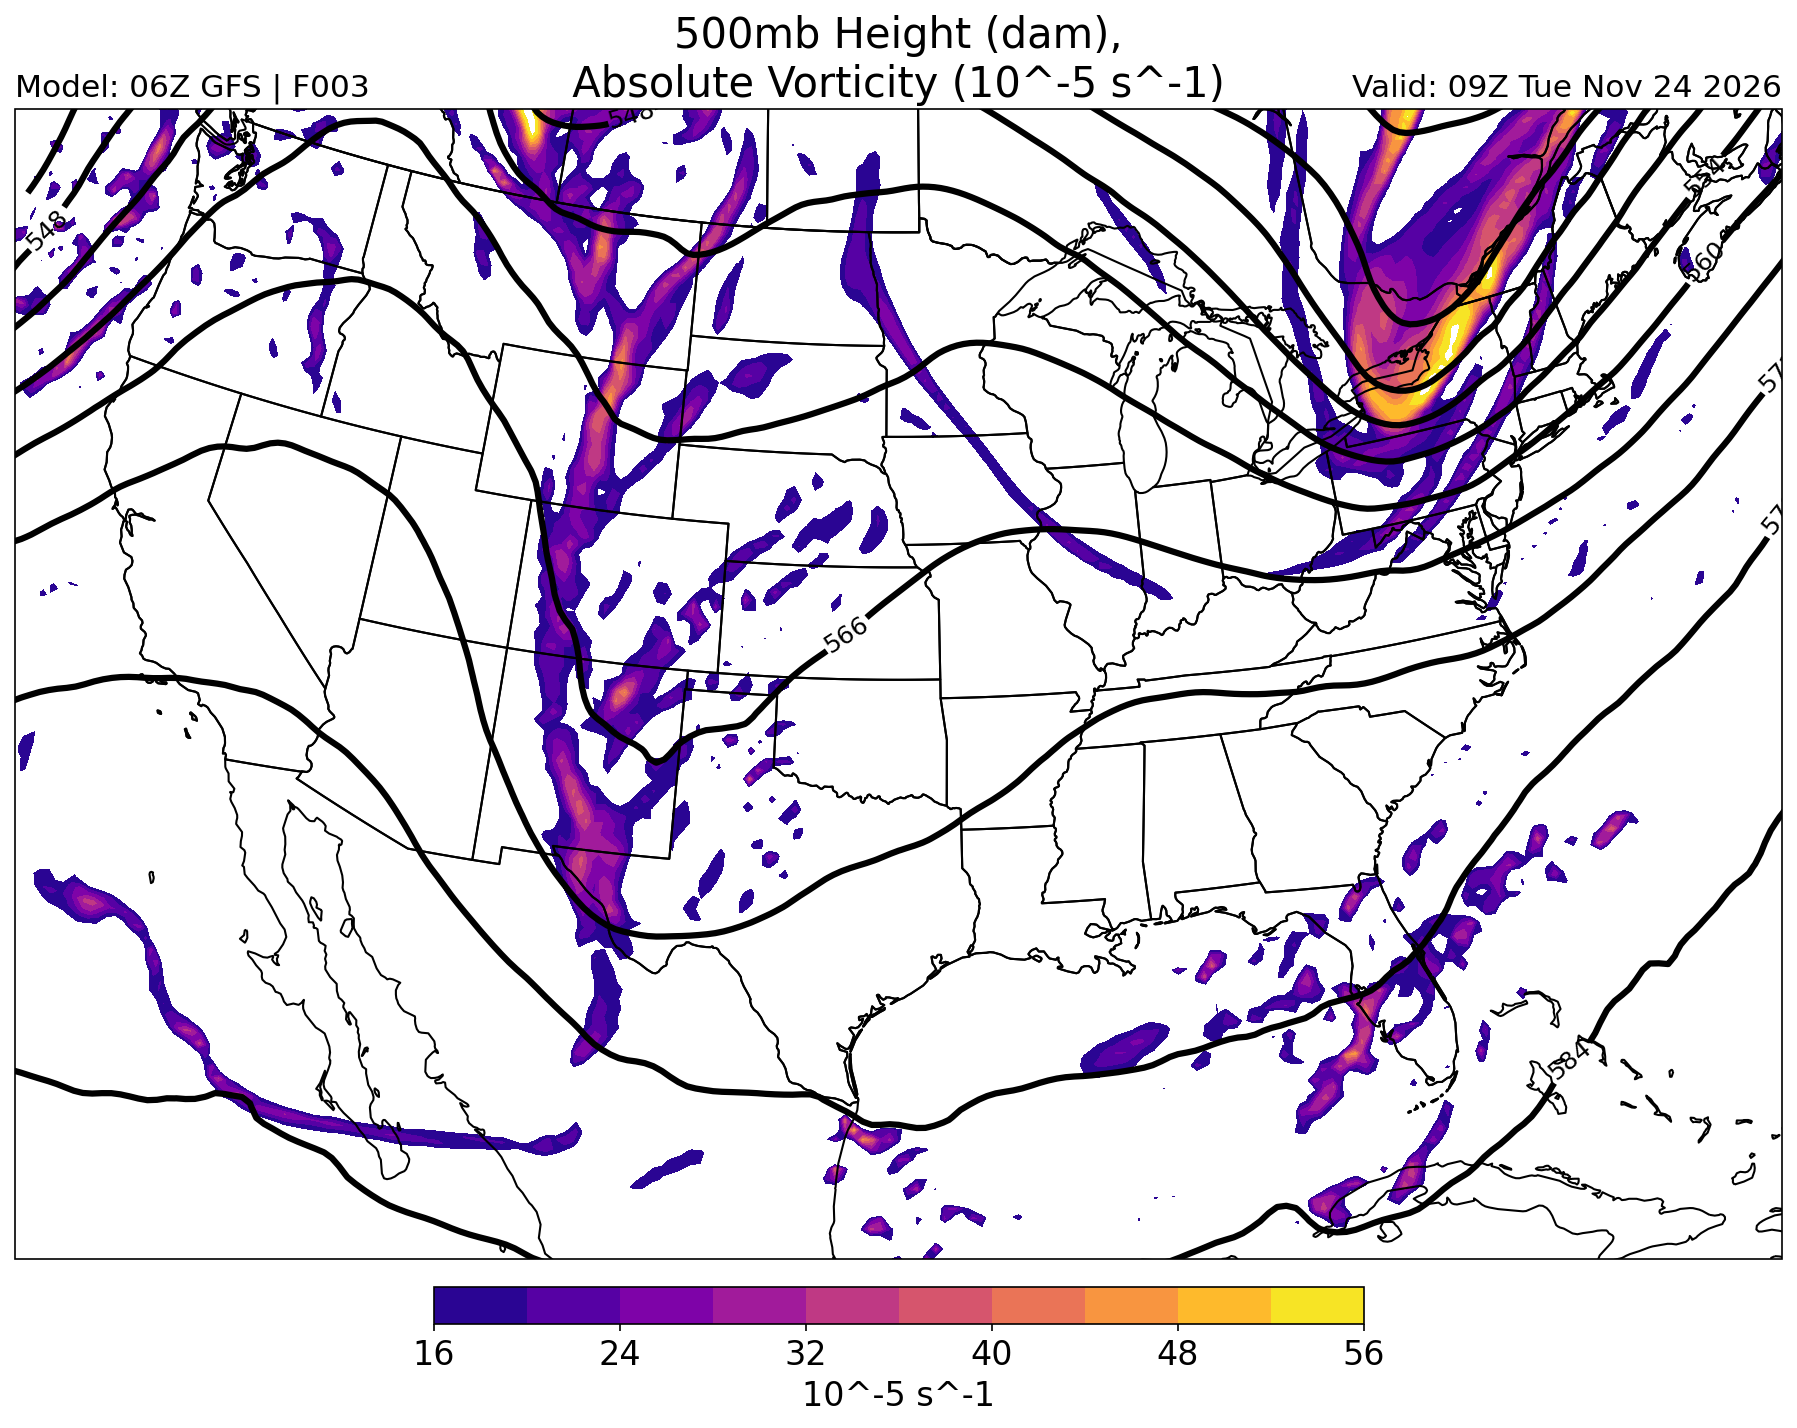 500mb Height (dam),
Absolute Vorticity (10^-5 s^-1)
Model: 06Z GFS | F003
Valid: 09Z Tue Nov 24 2026
548
548
560
566
584
16 24 32 40 48 56
10^-5 s^-1